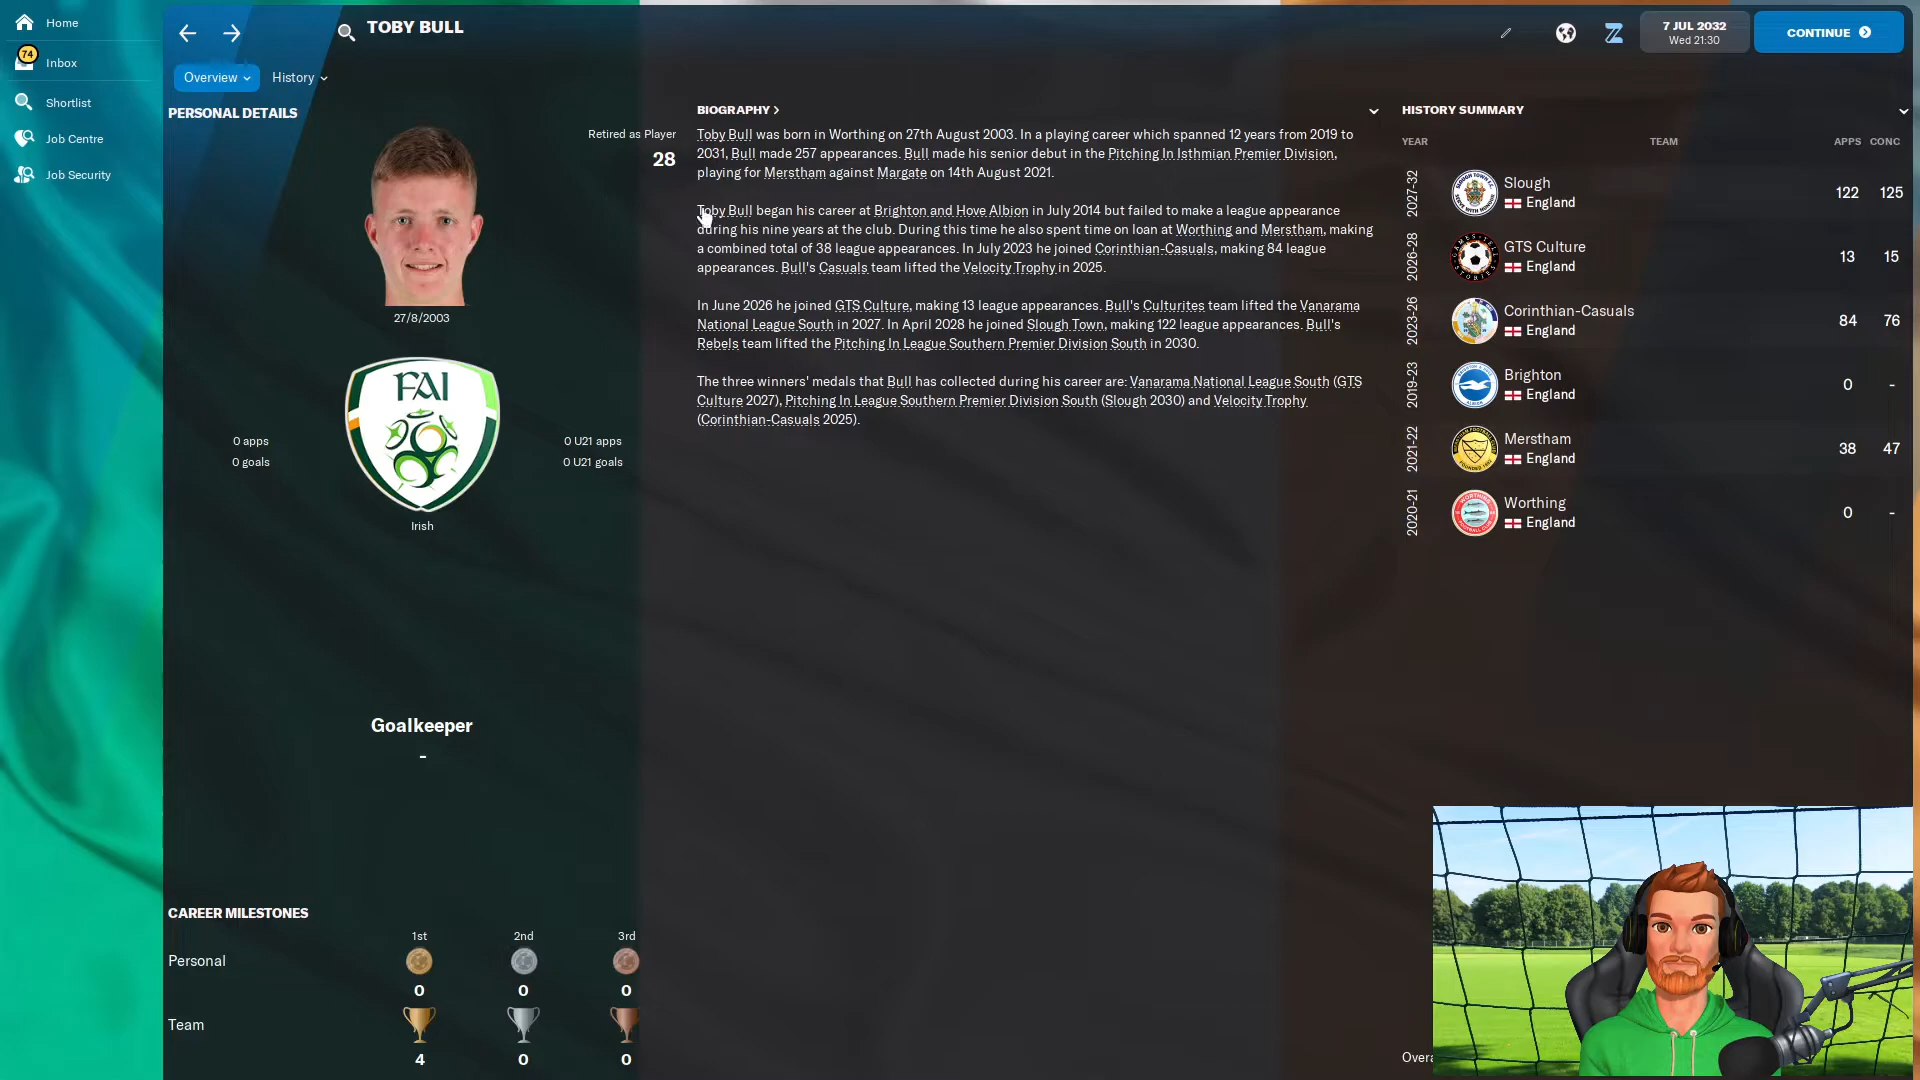 Home
74
Inbox
Shortlist
Job Centre
Job Security
TOBY BULL
7 JUL 2032
Wed 21:30
CONTINUE
Overview
History
PERSONAL DETAILS
Retired as Player
28
27/8/2003
FAI
0 apps
0 goals
0 U21 apps
0 U21 goals
Irish
Goalkeeper
-
CAREER MILESTONES
1st 2nd 3rd
Personal
0 0 0
Team
4 0 0
BIOGRAPHY >
Toby Bull was born in Worthing on 27th August 2003. In a playing career which spanned 12 years from 2019 to
2031, Bull made 257 appearances. Bull made his senior debut in the Pitching In Isthmian Premier Division,
playing for Merstham against Margate on 14th August 2021.
Toby Bull began his career at Brighton and Hove Albion in July 2014 but failed to make a league appearance
during his nine years at the club. During this time he also spent time on loan at Worthing and Merstham, making
a combined total of 38 league appearances. In July 2023 he joined Corinthian-Casuals, making 84 league
appearances. Bull's Casuals team lifted the Velocity Trophy in 2025.
In June 2026 he joined GTS Culture, making 13 league appearances. Bull's Culturites team lifted the Vanarama
National League South in 2027. In April 2028 he joined Slough Town, making 122 league appearances. Bull's
Rebels team lifted the Pitching In League Southern Premier Division South in 2030.
The three winners' medals that Bull has collected during his career are: Vanarama National League South (GTS
Culture 2027), Pitching In League Southern Premier Division South (Slough 2030) and Velocity Trophy
(Corinthian-Casuals 2025).
HISTORY SUMMARY
YEAR TEAM APPS CONC
2027-32 Slough England 122 125
2026-28 GTS Culture England 13 15
2023-26 Corinthian-Casuals England 84 76
2019-23 Brighton England 0 -
2021-22 Merstham England 38 47
2020-21 Worthing England 0 -